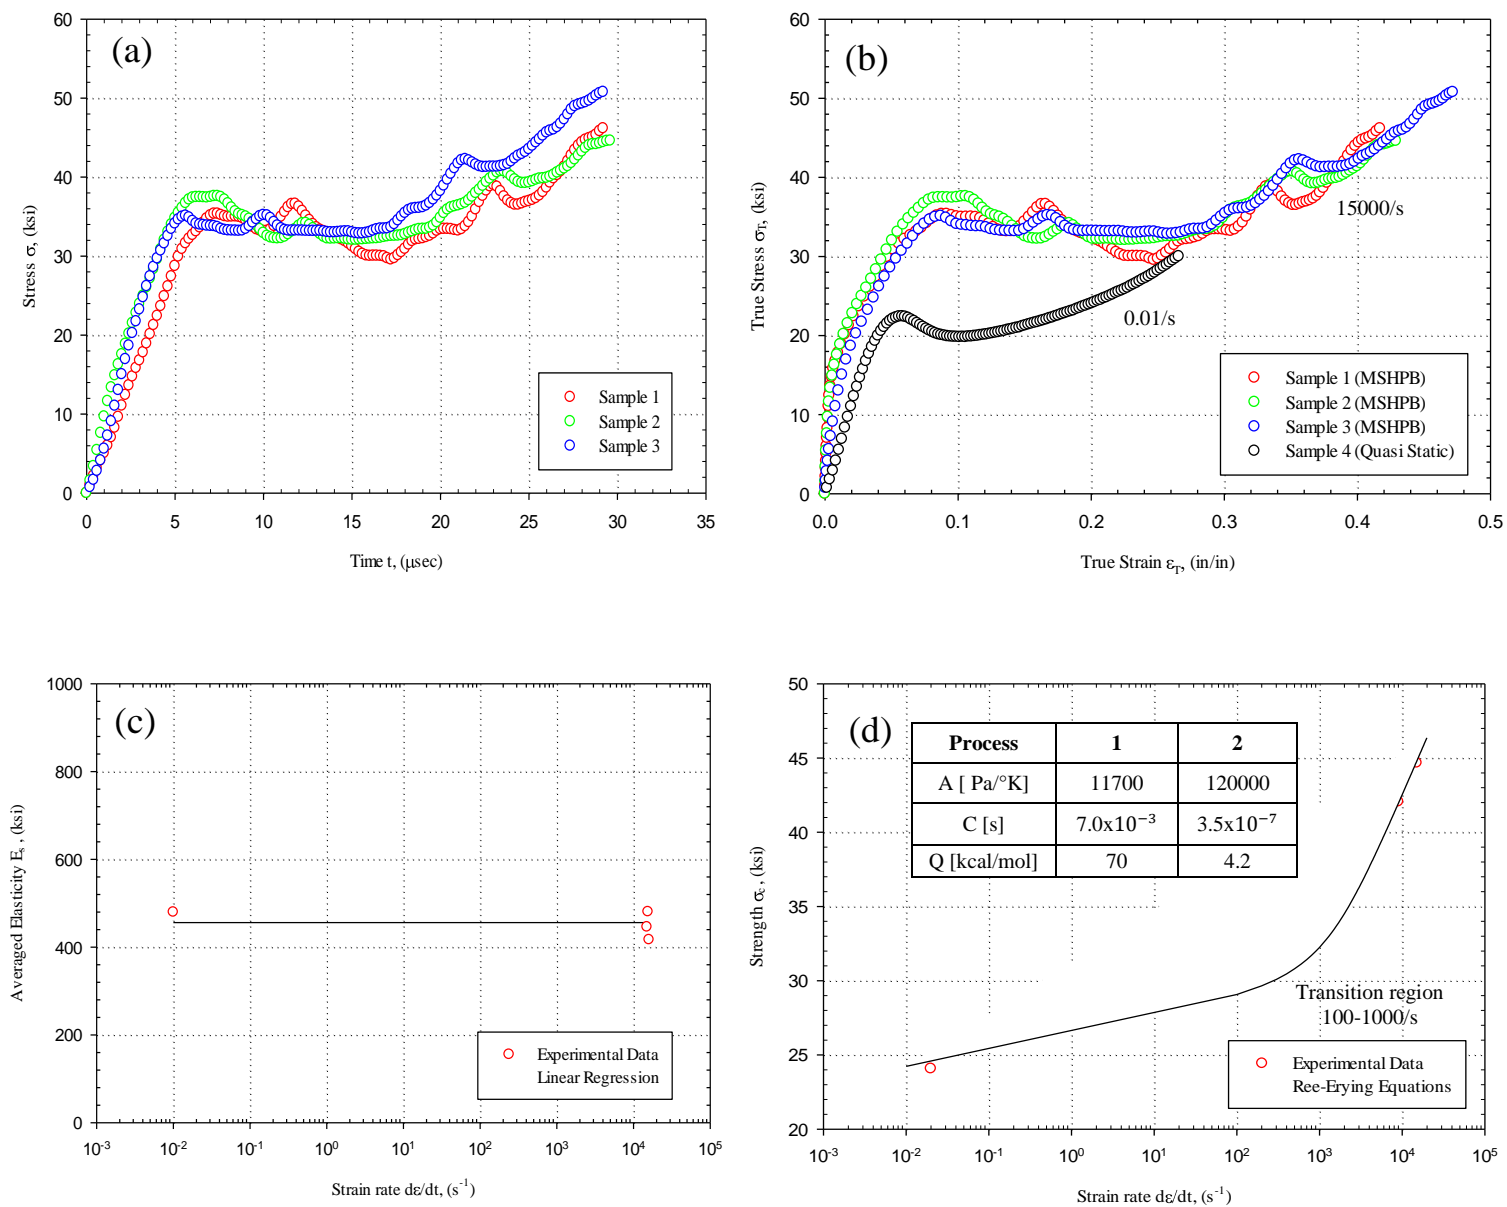 (a)
60
50
40
30
20
10
0
Stress σ, (ksi)
0 5 10 15 20 25 30 35
Time t, (μsec)
Sample 1
Sample 2
Sample 3
(b)
60
50
40
30
20
10
0
True Stress σT, (ksi)
15000/s
0.01/s
Sample 1 (MSHPB)
Sample 2 (MSHPB)
Sample 3 (MSHPB)
Sample 4 (Quasi Static)
0.0 0.1 0.2 0.3 0.4 0.5
True Strain εT, (in/in)
(c)
1000
800
600
400
200
0
Averaged Elasticity Es , (ksi)
Experimental Data
Linear Regression
10-3 10-2 10-1 100 101 102 103 104 105
Strain rate dε/dt, (s-1)
(d)
50
45
40
35
30
25
20
Strength σc, (ksi)
Process 1 2
A [ Pa/°K] 11700 120000
C [s] 7.0x10−3 3.5x10−7
Q [kcal/mol] 70 4.2
Transition region
100-1000/s
Experimental Data
Ree-Erying Equations
10-3 10-2 10-1 100 101 102 103 104 105
Strain rate dε/dt, (s-1)